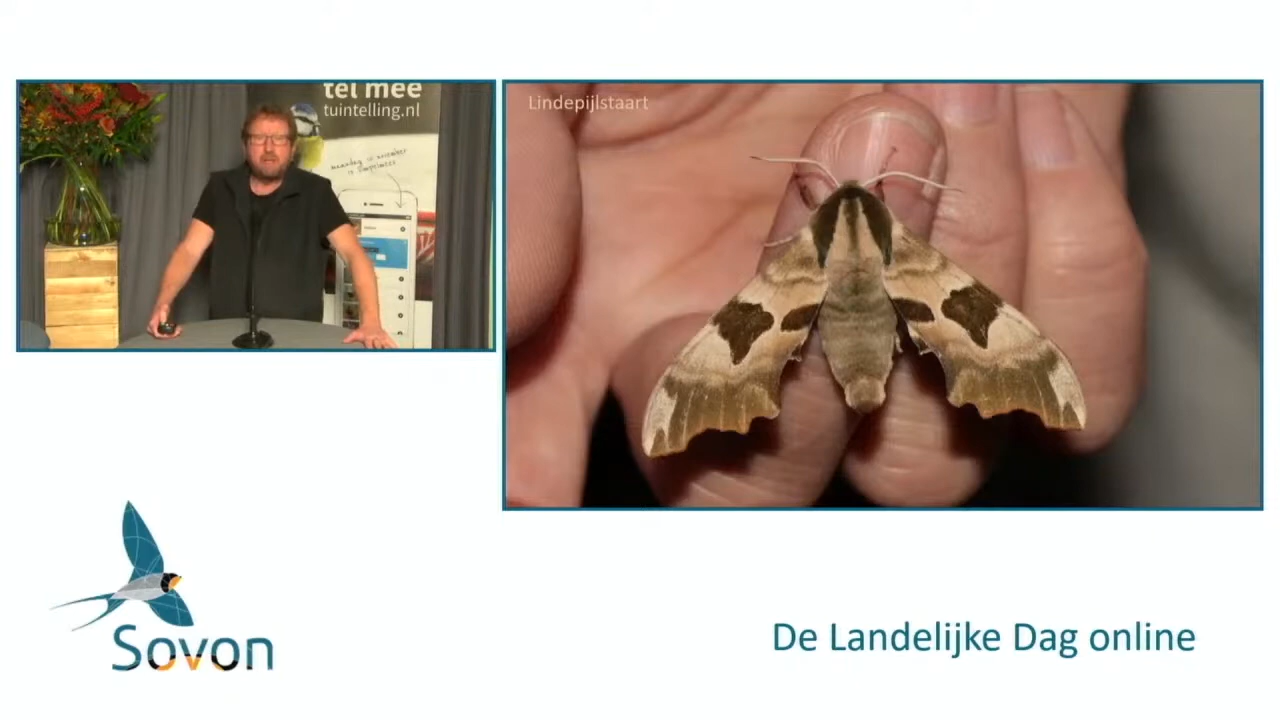 tel mee
tuintelling.nl
Lindepijlstaart
Sovon
De Landelijke Dag online